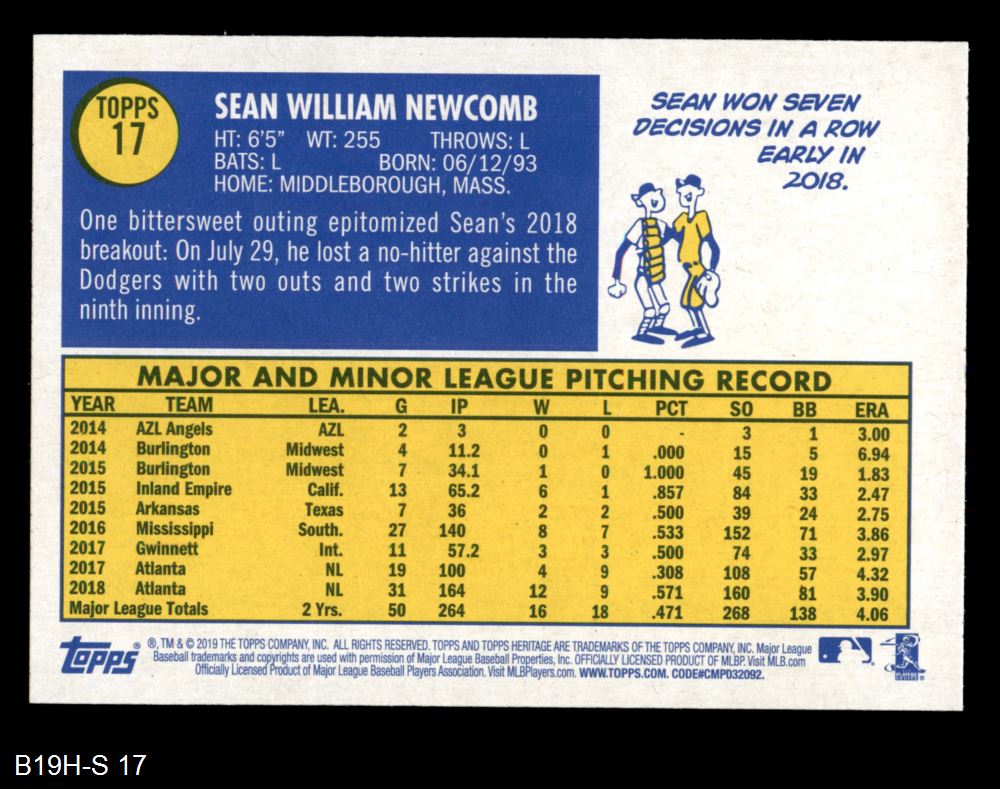 TOPPS
17
SEAN WILLIAM NEWCOMB
HT: 6'5" WT: 255 THROWS: L
BATS: L BORN: 06/12/93
HOME: MIDDLEBOROUGH, MASS.
One bittersweet outing epitomized Sean's 2018
breakout: On July 29, he lost a no-hitter against the
Dodgers with two outs and two strikes in the
ninth inning.
SEAN WON SEVEN
DECISIONS IN A ROW
EARLY IN
2018.
MAJOR AND MINOR LEAGUE PITCHING RECORD
YEAR TEAM LEA. G IP W L PCT SO BB ERA
2014 AZL Angels AZL 2 3 0 0 - 3 1 3.00
2014 Burlington Midwest 4 11.2 0 1 .000 15 5 6.94
2015 Burlington Midwest 7 34.1 1 0 1.000 45 19 1.83
2015 Inland Empire Calif. 13 65.2 6 1 .857 84 33 2.47
2015 Arkansas Texas 7 36 2 2 .500 39 24 2.75
2016 Mississippi South. 27 140 8 7 .533 152 71 3.86
2017 Gwinnett Int. 11 57.2 3 3 .500 74 33 2.97
2017 Atlanta NL 19 100 4 9 .308 108 57 4.32
2018 Atlanta NL 31 164 12 9 .571 160 81 3.90
Major League Totals 2 Yrs. 50 264 16 18 .471 268 138 4.06
Topps ®, TM & © 2019 THE TOPPS COMPANY, INC. ALL RIGHTS RESERVED. TOPPS AND TOPPS HERITAGE ARE TRADEMARKS OF THE TOPPS COMPANY, INC. Major League
Baseball trademarks and copyrights are used with permission of Major League Baseball Properties, Inc. OFFICIALLY LICENSED PRODUCT OF MLBP. Visit MLB.com
Officially Licensed Product of Major League Baseball Players Association. Visit MLBPlayers.com. WWW.TOPPS.COM. CODE#CMP032092.
B19H-S 17